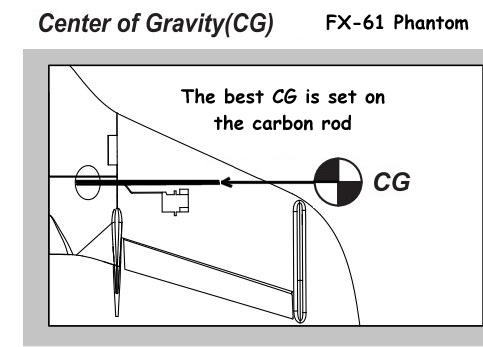 Center of Gravity(CG)
FX-61 Phantom
The best CG is set on
the carbon rod
CG